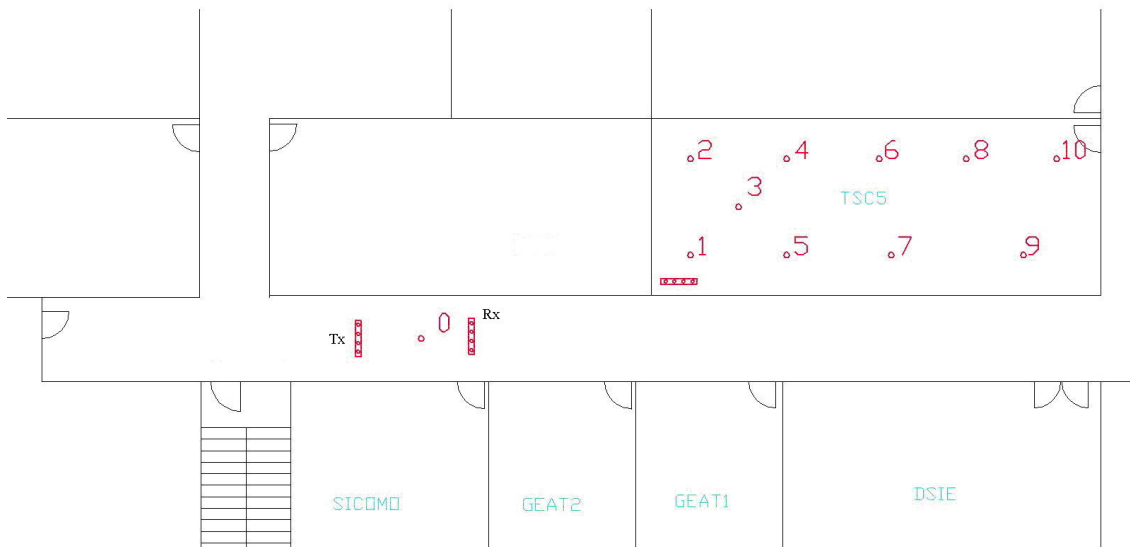 2 4 6 8 10
3
TSC5
1 5 7 9
0 Rx
Tx
SICOMO GEAT2 GEAT1 DSIE